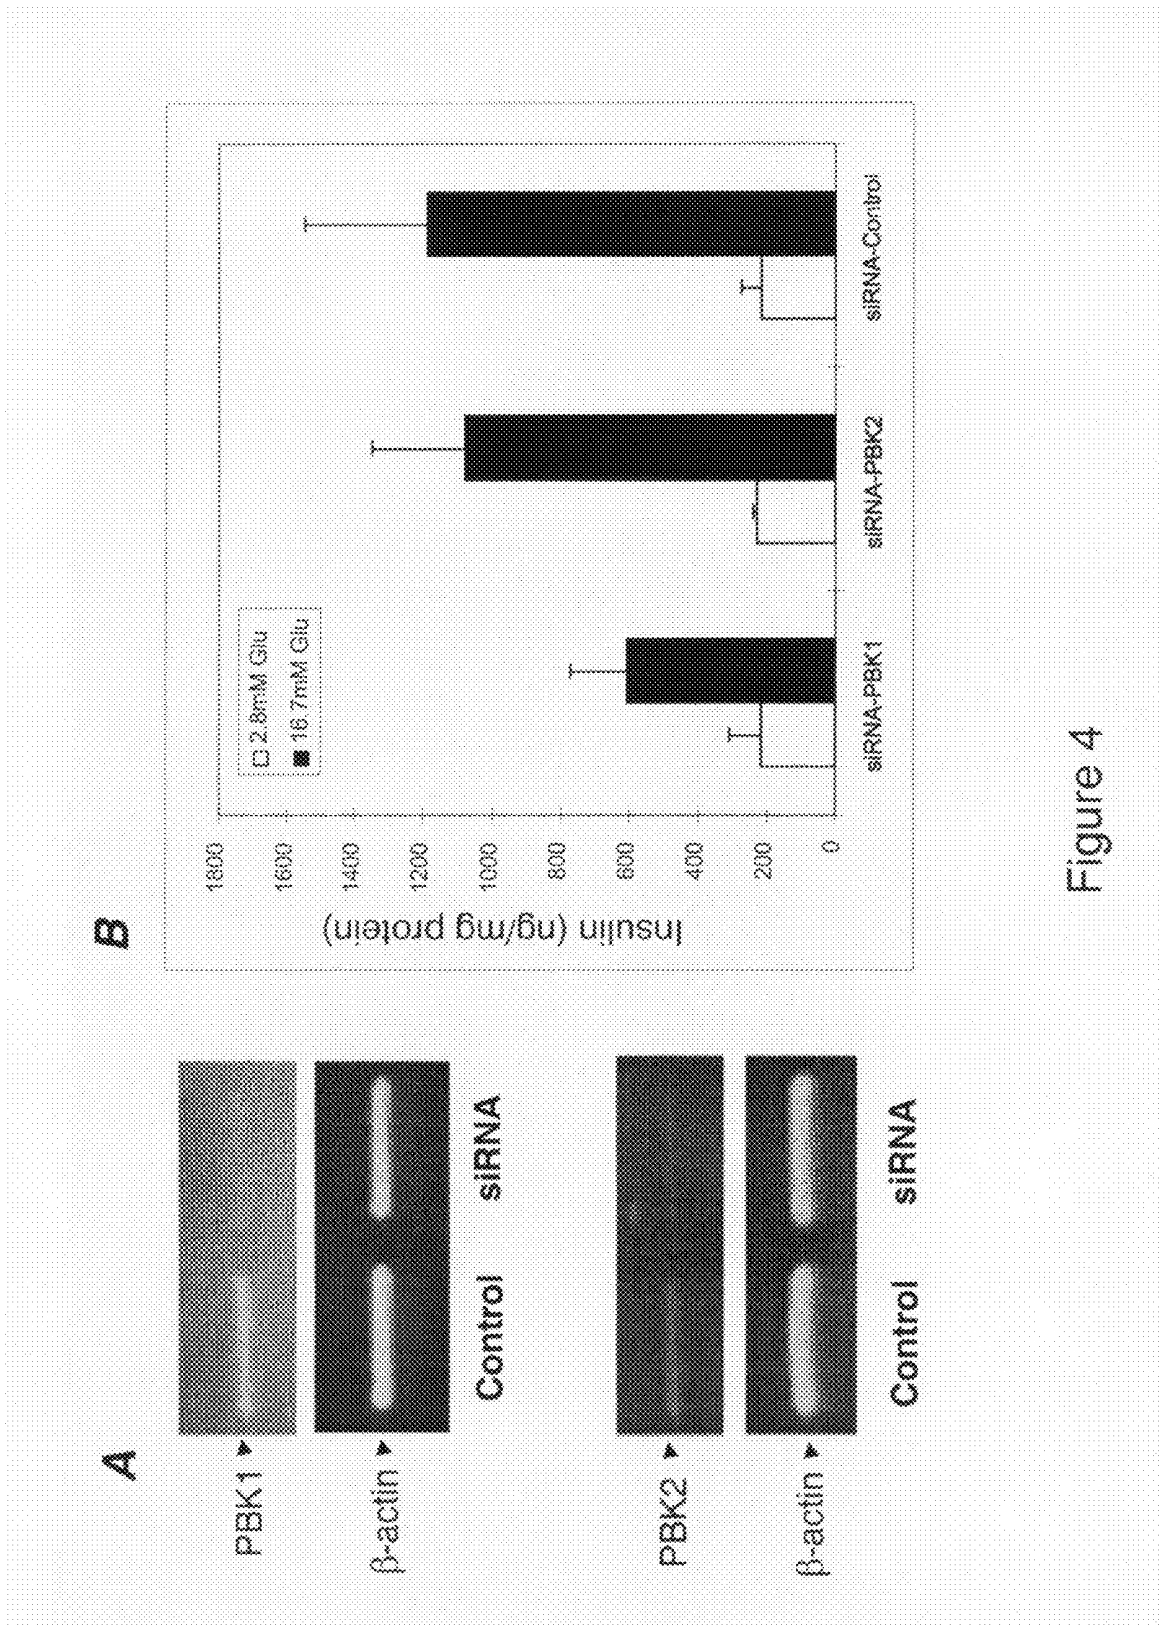 A
PBK1
β-actin
Control siRNA
PBK2
β-actin
Control siRNA
B
Insulin (ng/mg protein)
1800
1600
1400
1200
1000
800
600
400
200
0
2.8mM Glu
16.7mM Glu
siRNA-PBK1 siRNA-PBK2 siRNA-Control
Figure 4